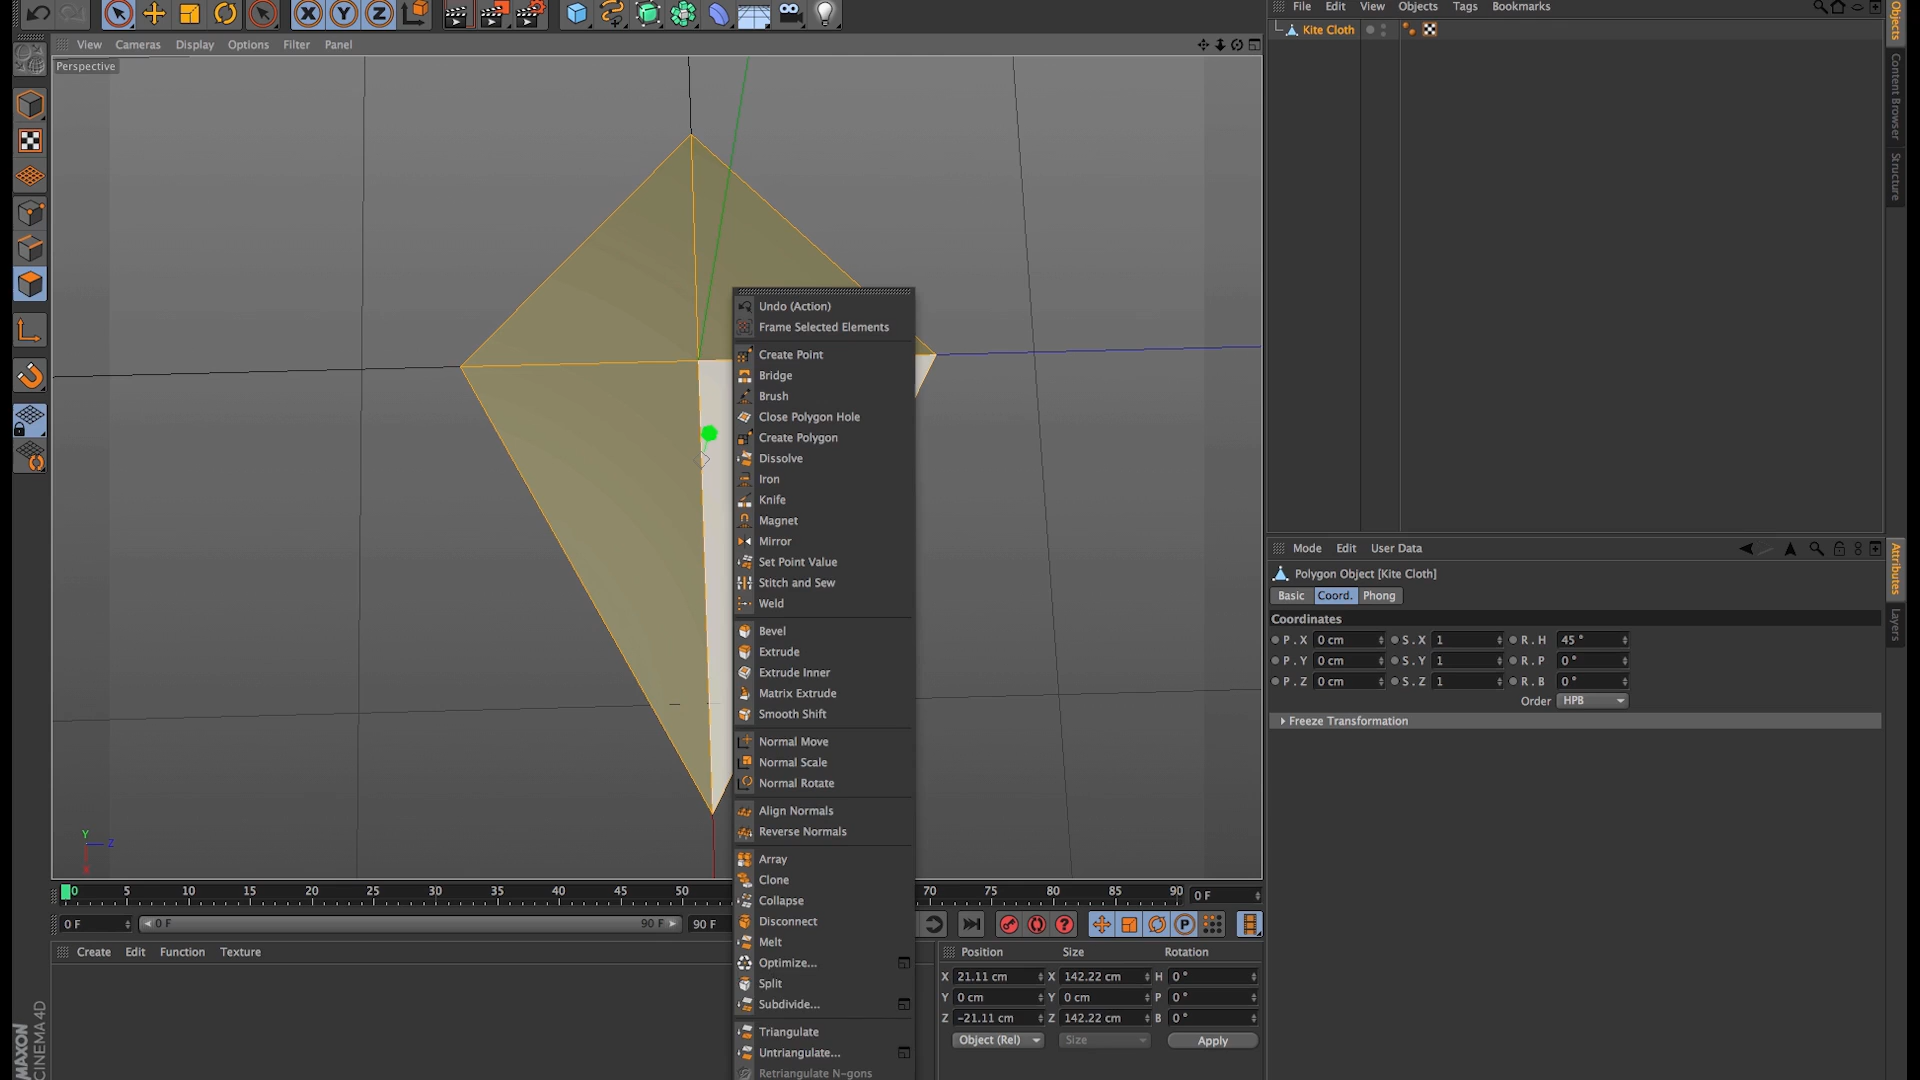 File Edit View Objects Tags Bookmarks
Kite Cloth
Objects
Content Browser
Structure
View Cameras Display Options Filter Panel
Perspective
Undo (Action)
Frame Selected Elements
Create Point
Bridge
Brush
Close Polygon Hole
Create Polygon
Dissolve
Iron
Knife
Magnet
Mirror
Set Point Value
Stitch and Sew
Weld
Bevel
Extrude
Extrude Inner
Matrix Extrude
Smooth Shift
Normal Move
Normal Scale
Normal Rotate
Align Normals
Reverse Normals
Array
Clone
Collapse
Disconnect
Melt
Optimize...
Split
Subdivide...
Triangulate
Untriangulate...
Retriangulate N-gons
Mode Edit User Data
Polygon Object [Kite Cloth]
Basic Coord. Phong
Coordinates
P . X 0 cm S . X 1 R . H 45 °
P . Y 0 cm S . Y 1 R . P 0 °
P . Z 0 cm S . Z 1 R . B 0 °
Order HPB
Freeze Transformation
Attributes
Layers
Y
Z
X
0 5 10 15 20 25 30 35 40 45 50 70 75 80 85 90 0 F
0 F 0 F 90 F 90 F
Create Edit Function Texture
Position Size Rotation
X 21.11 cm X 142.22 cm H 0 °
Y 0 cm Y 0 cm P 0 °
Z -21.11 cm Z 142.22 cm B 0 °
Object (Rel) Size Apply
MAXON
CINEMA 4D